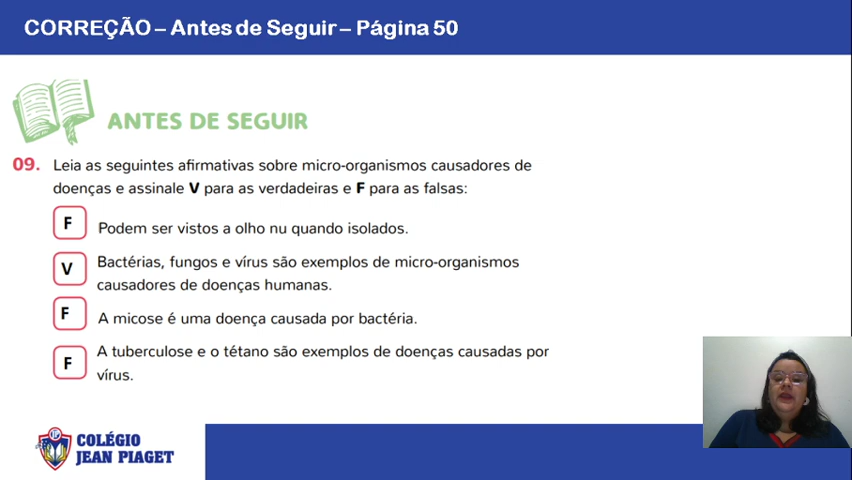 CORREÇÃO – Antes de Seguir – Página 50
ANTES DE SEGUIR
09. Leia as seguintes afirmativas sobre micro-organismos causadores de
doenças e assinale V para as verdadeiras e F para as falsas:
F Podem ser vistos a olho nu quando isolados.
V Bactérias, fungos e vírus são exemplos de micro-organismos
causadores de doenças humanas.
F A micose é uma doença causada por bactéria.
F A tuberculose e o tétano são exemplos de doenças causadas por
vírus.
COLÉGIO
JEAN PIAGET